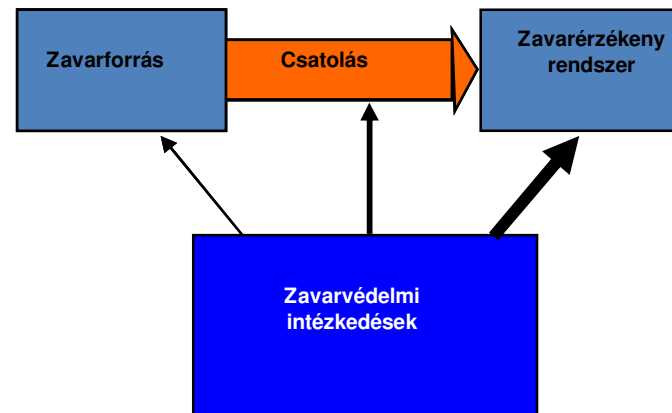 Zavarforrás
Csatolás
Zavarérzékeny
rendszer
Zavarvédelmi
intézkedések